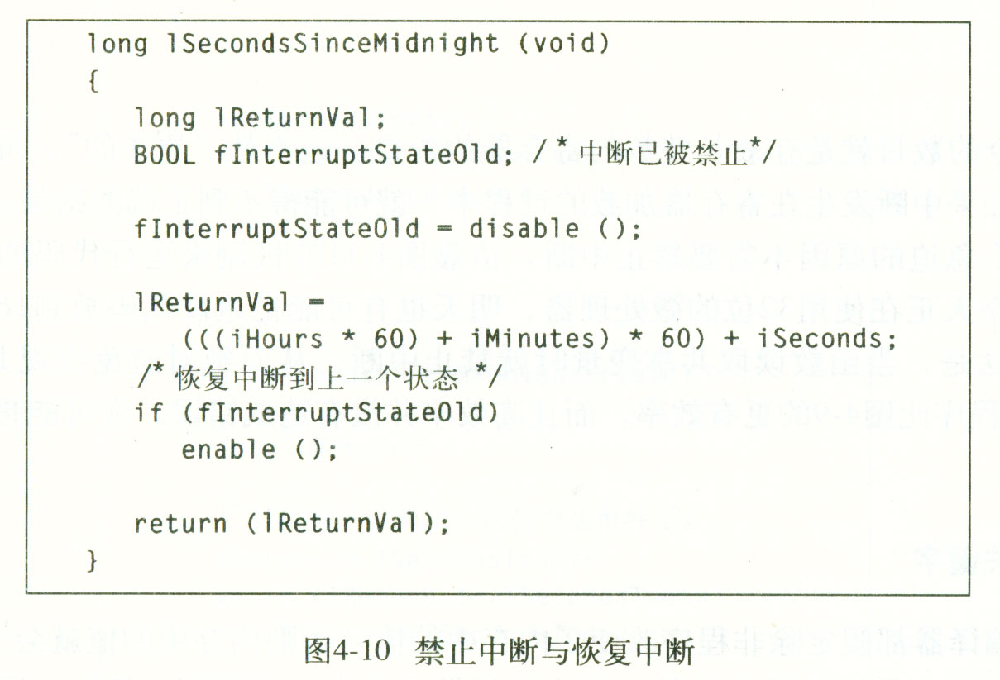 long lSecondsSinceMidnight (void)
{
long lReturnVal;
BOOL fInterruptStateOld; /*中断已被禁止*/
fInterruptStateOld = disable ();
lReturnVal =
(((iHours * 60) + iMinutes) * 60) + iSeconds;
/*恢复中断到上一个状态 */
if (fInterruptStateOld)
enable ();
return (lReturnVal);
}
图4-10 禁止中断与恢复中断